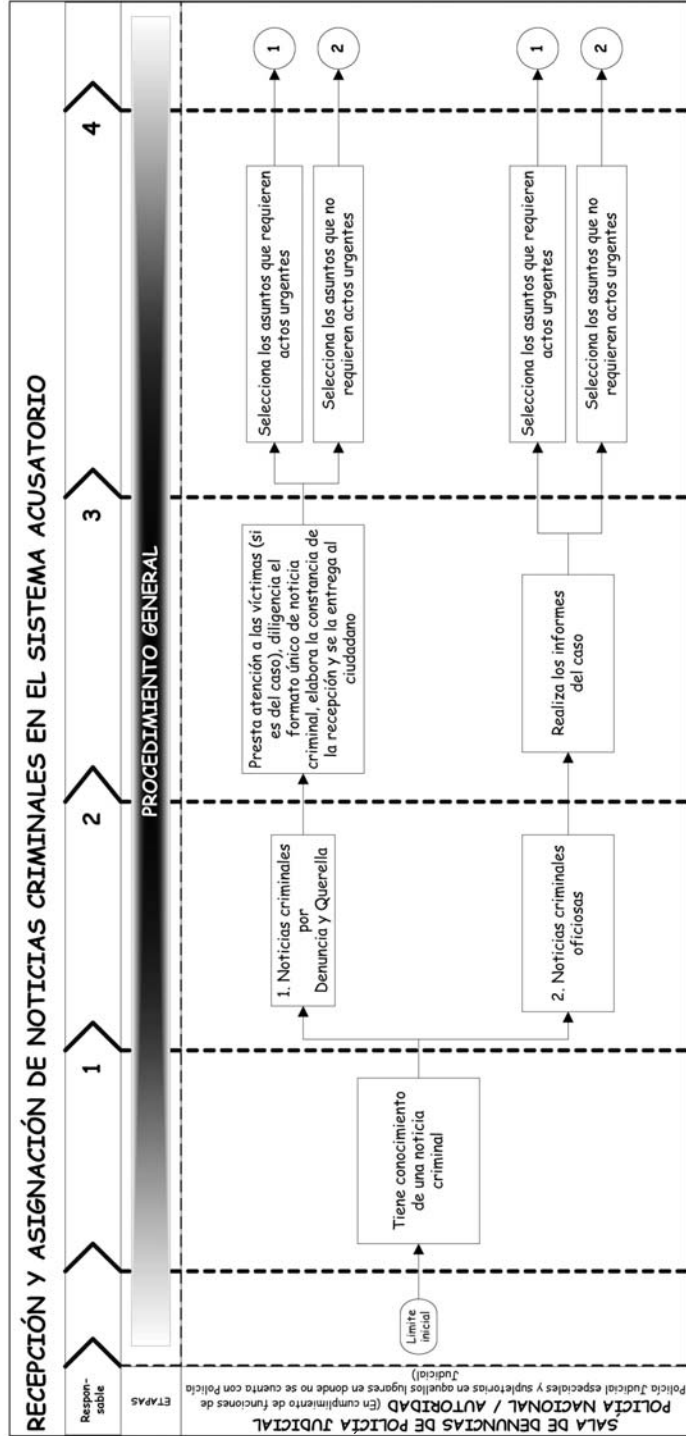 RECEPCIÓN Y ASIGNACIÓN DE NOTICIAS CRIMINALES EN EL SISTEMA ACUSATORIO
Respon-
sable
1
2
3
4
ETAPAS
PROCEDIMIENTO GENERAL
SALA DE DENUNCIAS DE POLICÍA JUDICIAL
POLICÍA NACIONAL / AUTORIDAD (En cumplimiento de funciones de
Policía Judicial especiales y supletorias en aquellos lugares en donde no se cuenta con Policía
Judicial)
Limite
inicial
Tiene conocimiento
de una noticia
criminal
1. Noticias criminales
por
Denuncia y Querella
Presta atención a las víctimas (si
es del caso), diligencia el
formato único de noticia
criminal, elabora la constancia de
la recepción y se la entrega al
ciudadano
Selecciona los asuntos que requieren
actos urgentes
1
Selecciona los asuntos que no
requieren actos urgentes
2
2. Noticias criminales
oficiosas
Realiza los informes
del caso
Selecciona los asuntos que requieren
actos urgentes
1
Selecciona los asuntos que no
requieren actos urgentes
2